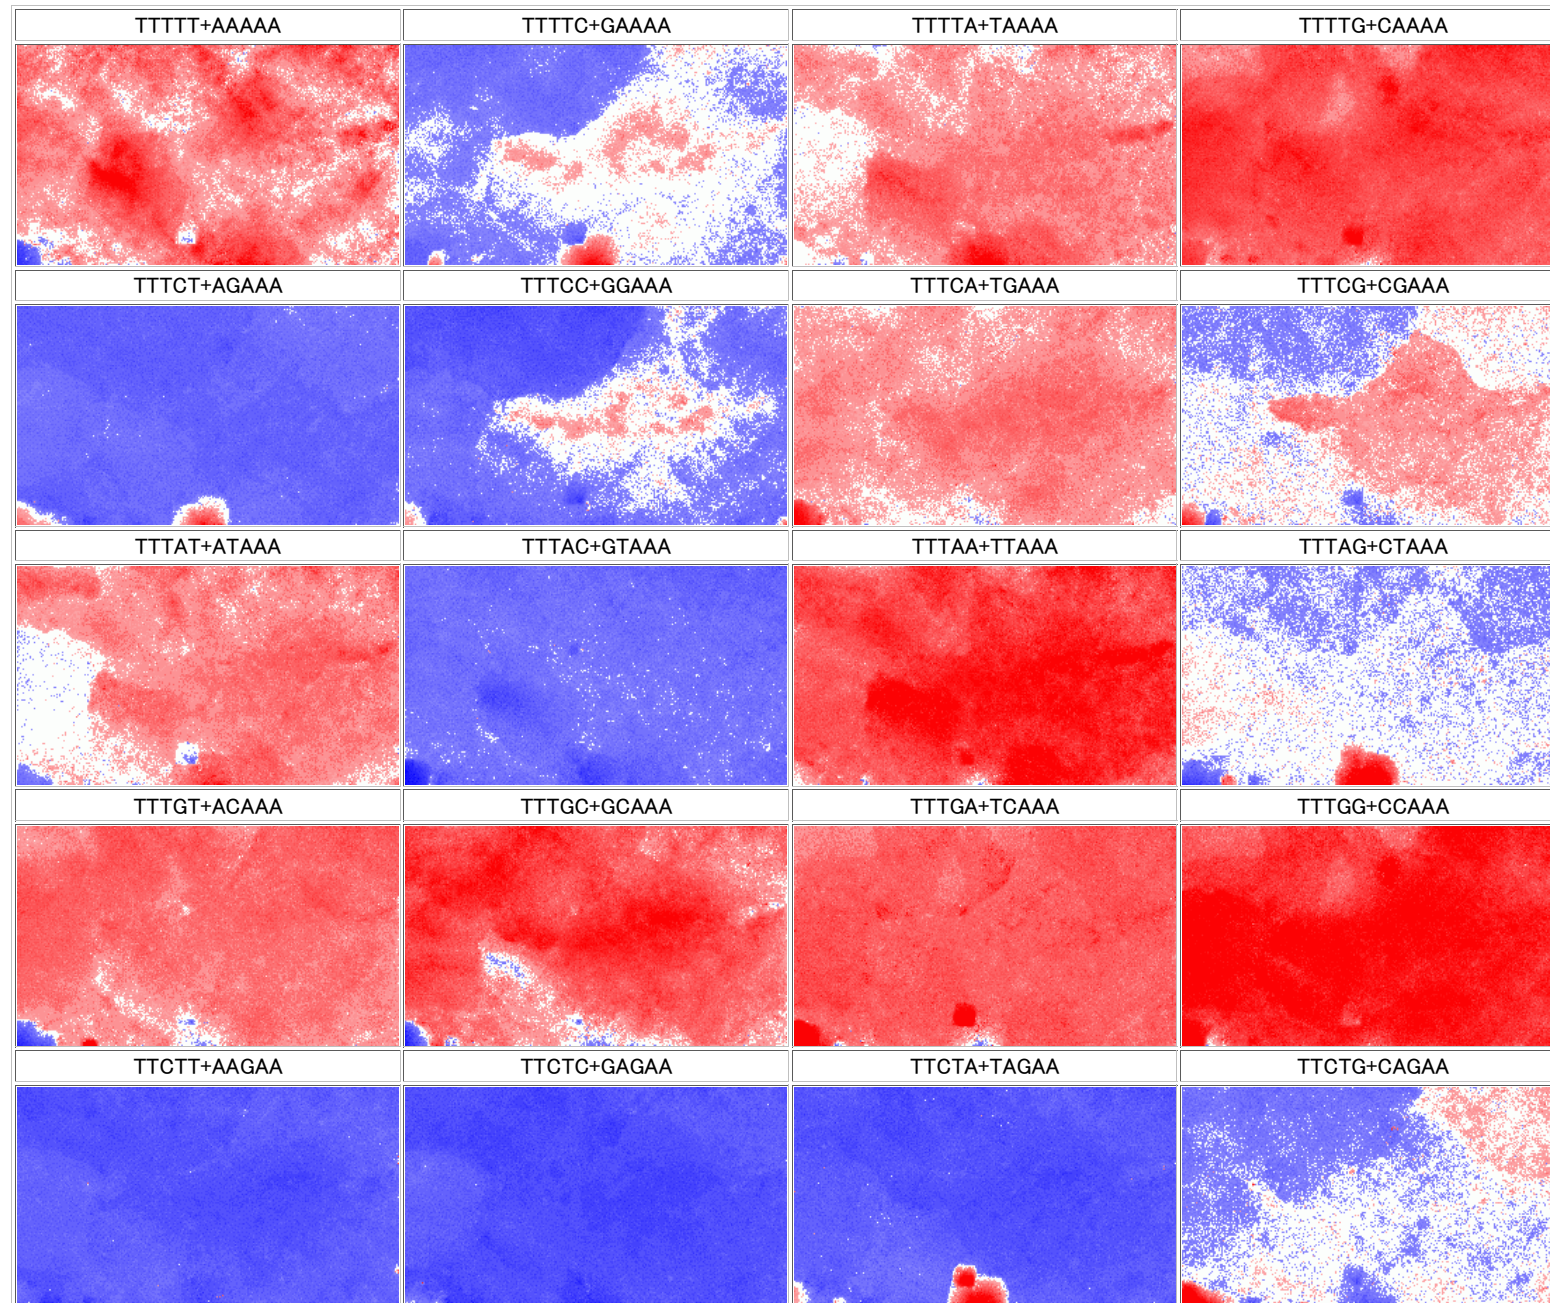 TTTTT+AAAAA TTTTC+GAAAA TTTTA+TAAAA TTTTG+CAAAA
TTTCT+AGAAA TTTCC+GGAAA TTTCA+TGAAA TTTCG+CGAAA
TTTAT+ATAAA TTTAC+GTAAA TTTAA+TTAAA TTTAG+CTAAA
TTTGT+ACAAA TTTGC+GCAAA TTTGA+TCAAA TTTGG+CCAAA
TTCTT+AAGAA TTCTC+GAGAA TTCTA+TAGAA TTCTG+CAGAA